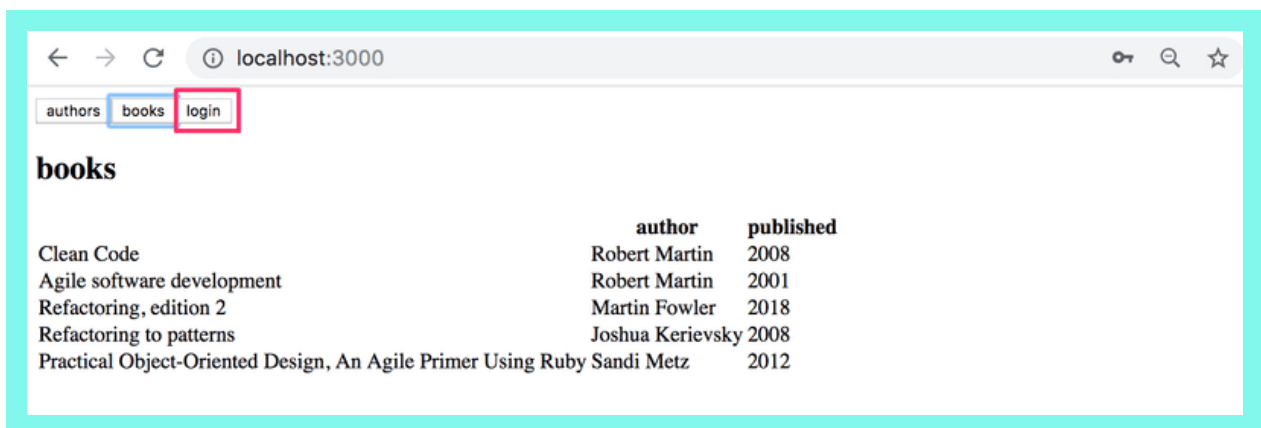 localhost:3000
authors books login
books
author published
Clean Code Robert Martin 2008
Agile software development Robert Martin 2001
Refactoring, edition 2 Martin Fowler 2018
Refactoring to patterns Joshua Kerievsky 2008
Practical Object-Oriented Design, An Agile Primer Using Ruby Sandi Metz 2012